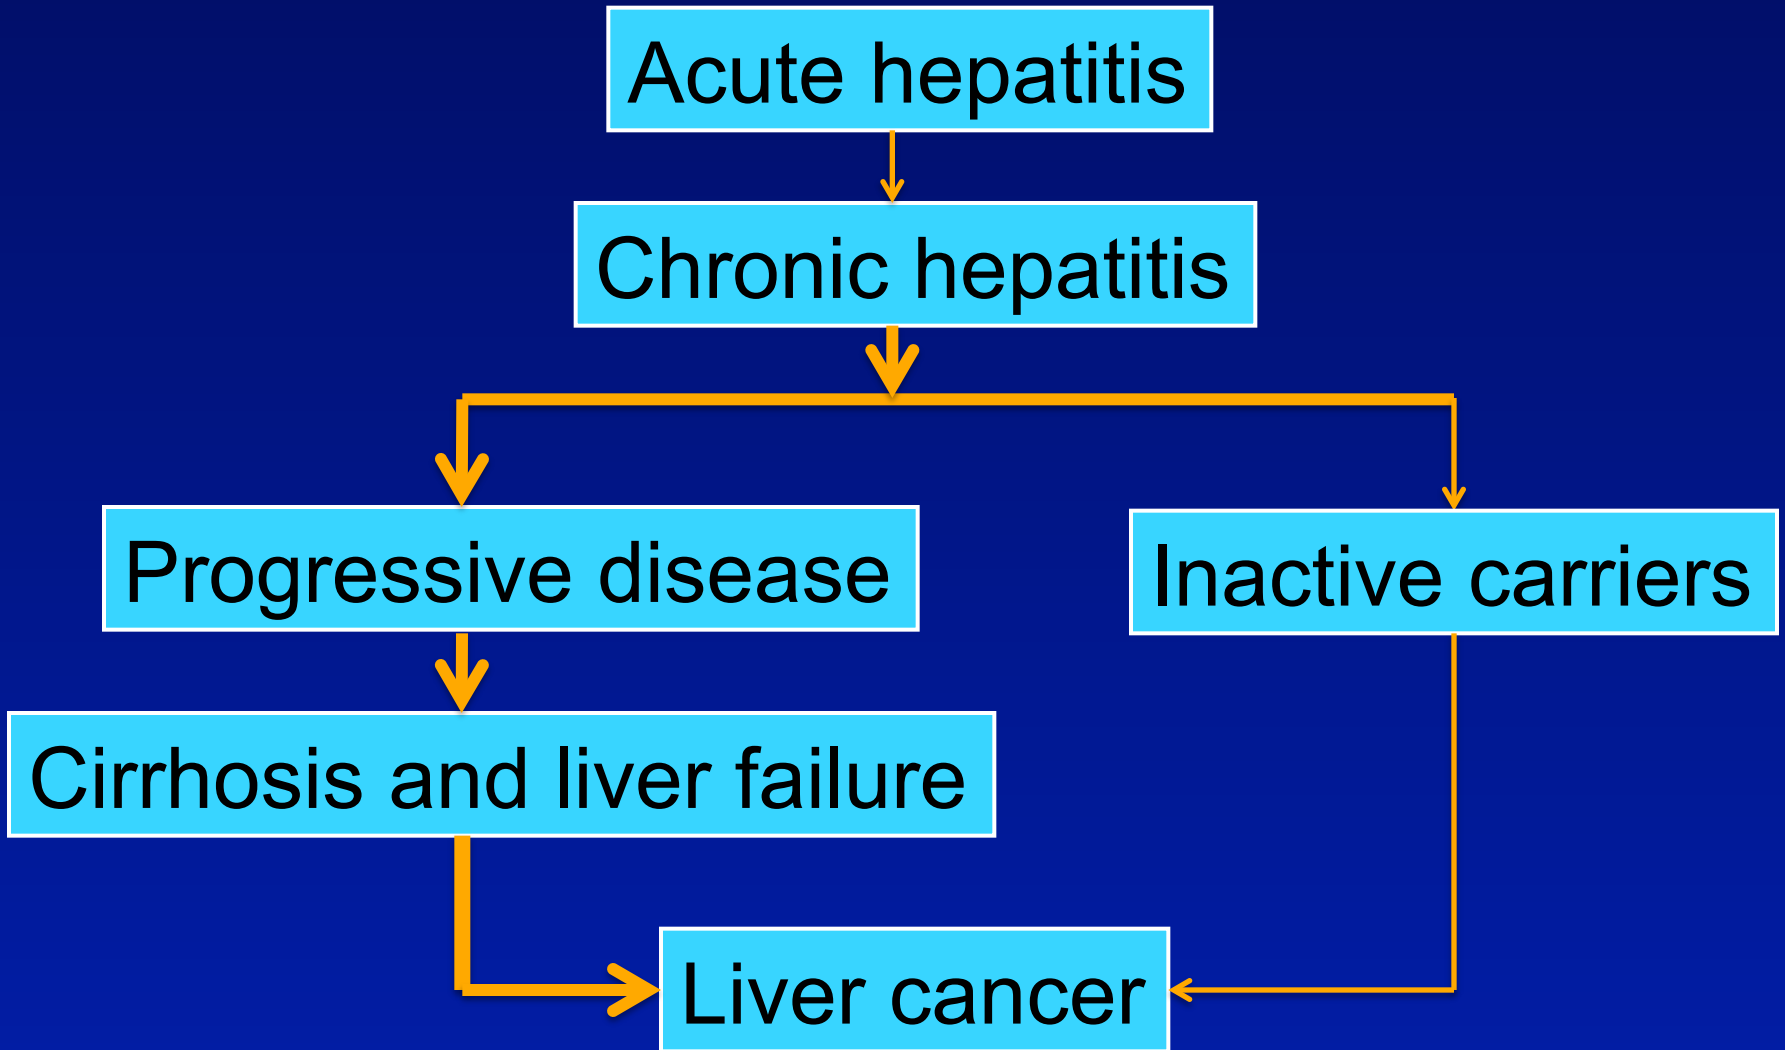 Acute hepatitis
Chronic hepatitis
Progressive disease
Inactive carriers
Cirrhosis and liver failure
Liver cancer